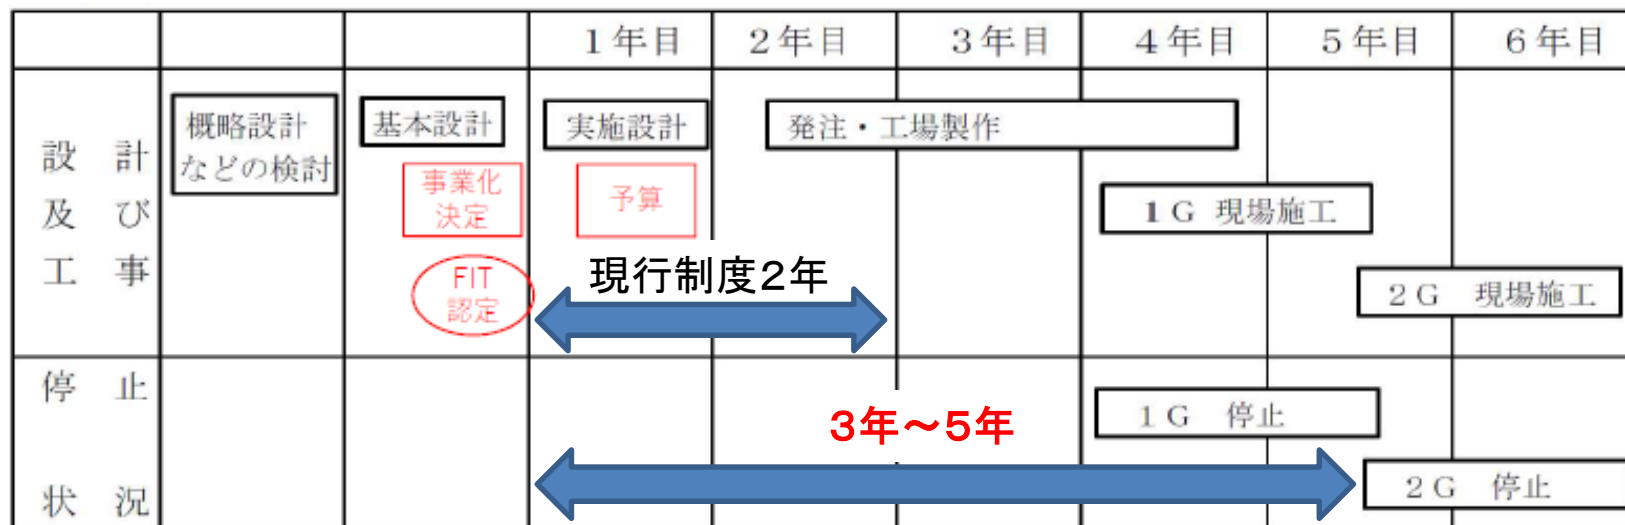 1年目 2年目 3年目 4年目 5年目 6年目
設計
及び
工事
概略設計
などの検討
基本設計
実施設計
発注・工場製作
事業化
決定
予算
1G 現場施工
FIT
認定
現行制度2年
2G 現場施工
停止
状況
1G 停止
3年～5年
2G 停止